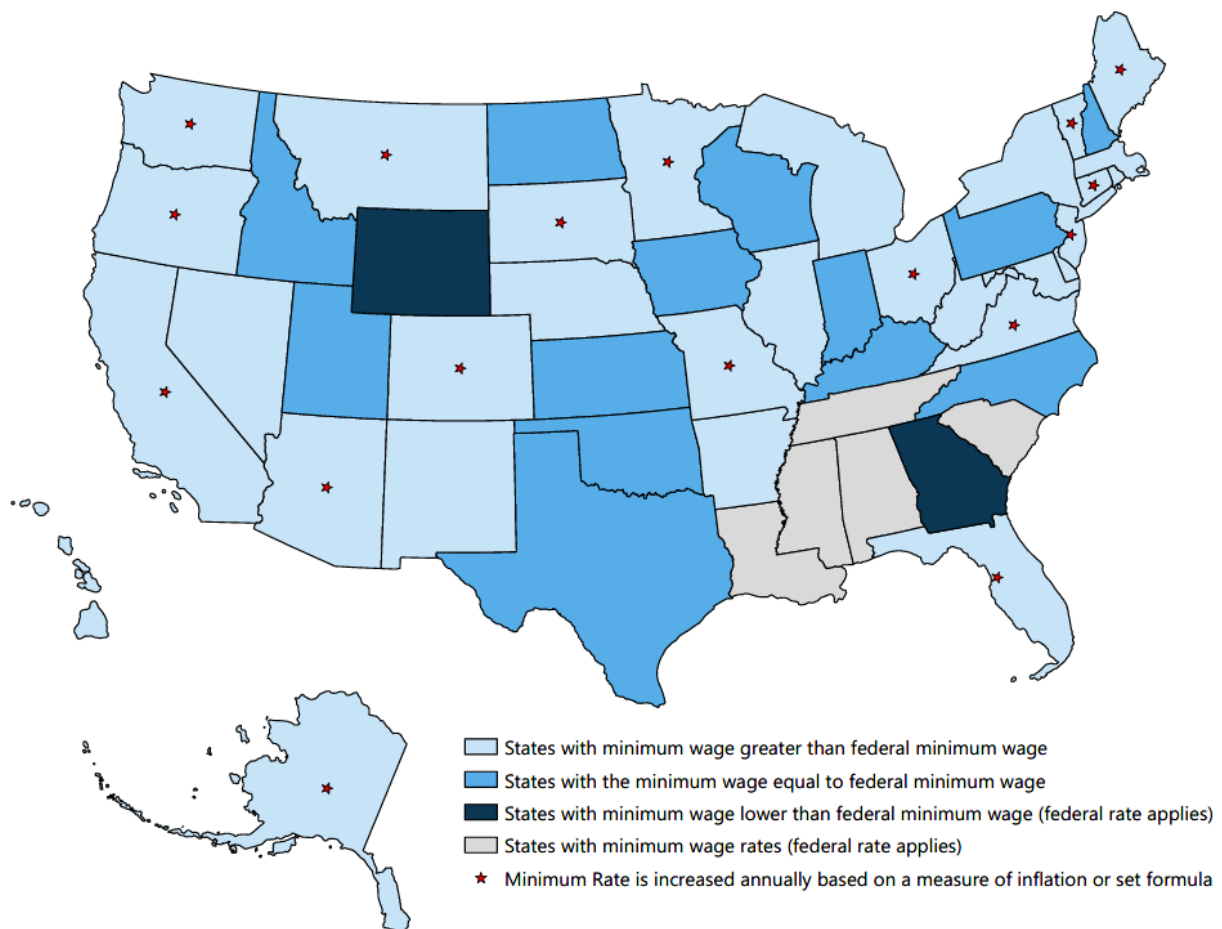 States with minimum wage greater than federal minimum wage
States with the minimum wage equal to federal minimum wage
States with minimum wage lower than federal minimum wage (federal rate applies)
States with minimum wage rates (federal rate applies)
Minimum Rate is increased annually based on a measure of inflation or set formula